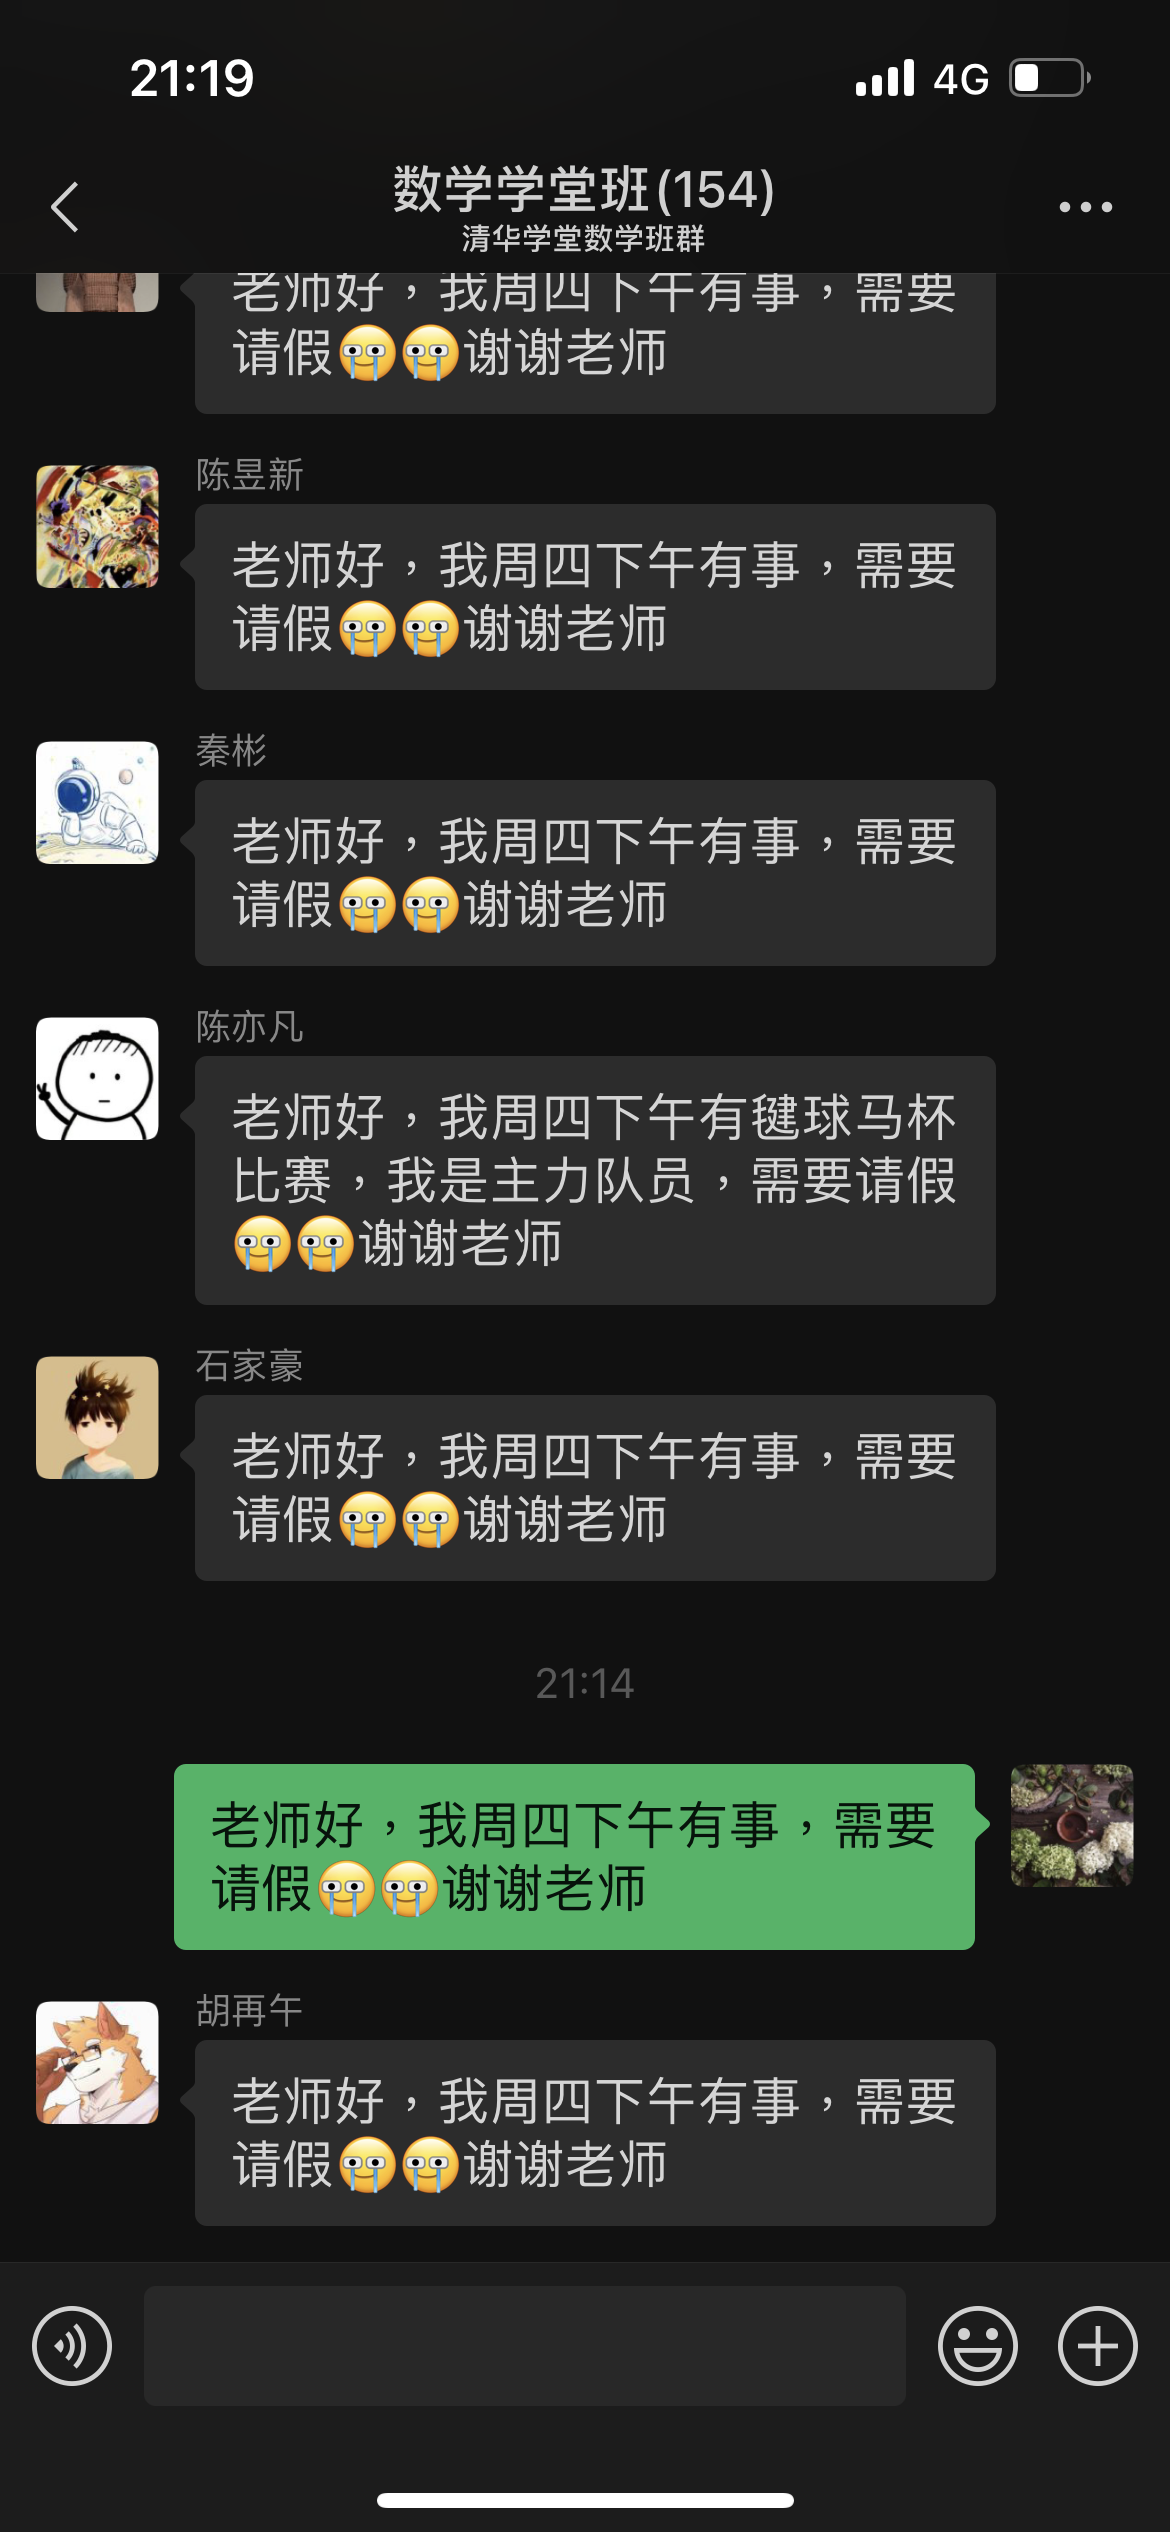 21:19
4G
数学学堂班(154)
清华学堂数学班群
老师好，我周四下午有事，需要
请假😭😭谢谢老师
陈昱新
老师好，我周四下午有事，需要
请假😭😭谢谢老师
秦彬
老师好，我周四下午有事，需要
请假😭😭谢谢老师
陈亦凡
老师好，我周四下午有毽球马杯
比赛，我是主力队员，需要请假
😭😭谢谢老师
石家豪
老师好，我周四下午有事，需要
请假😭😭谢谢老师
21:14
老师好，我周四下午有事，需要
请假😭😭谢谢老师
胡再午
老师好，我周四下午有事，需要
请假😭😭谢谢老师